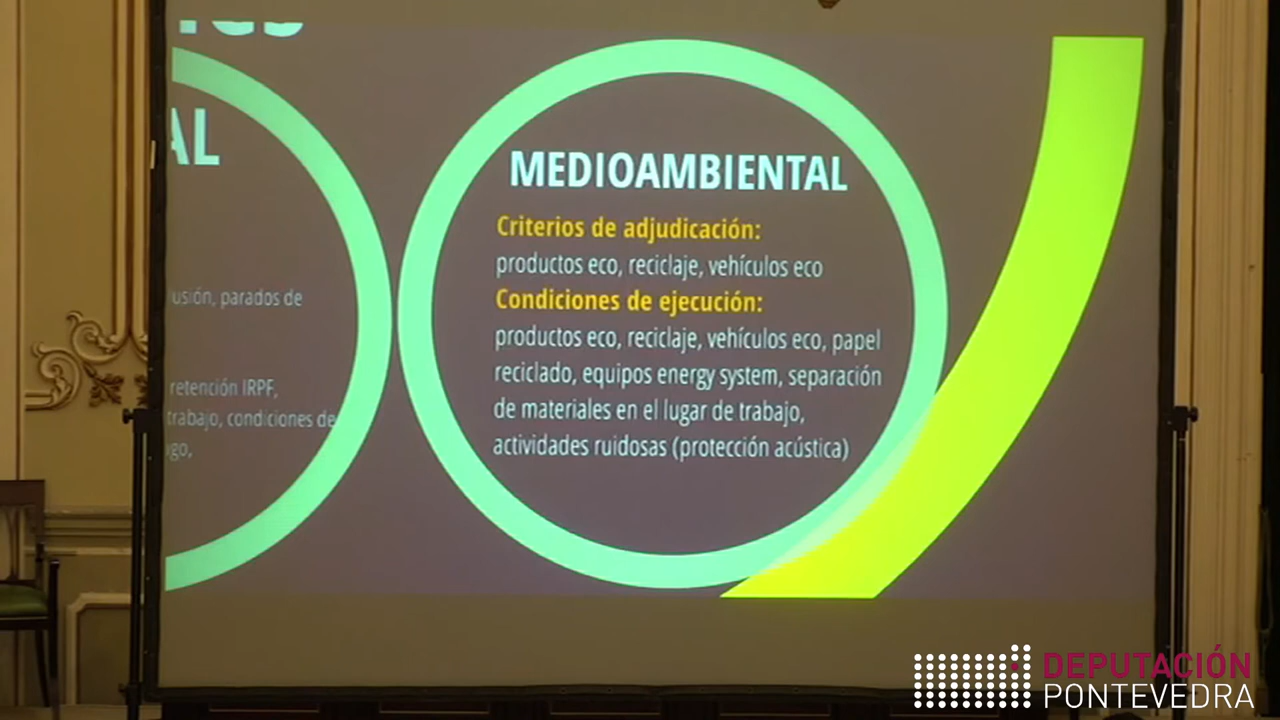 parados de
retención IRPF,
trabajo, condiciones de
MEDIOAMBIENTAL
Criterios de adjudicación:
productos eco, reciclaje, vehículos eco
Condiciones de ejecución:
productos eco, reciclaje, vehículos eco, papel
reciclado, equipos energy system, separación
de materiales en el lugar de trabajo,
actividades ruidosas (protección acústica)
DEPUTACIÓN
PONTEVEDRA